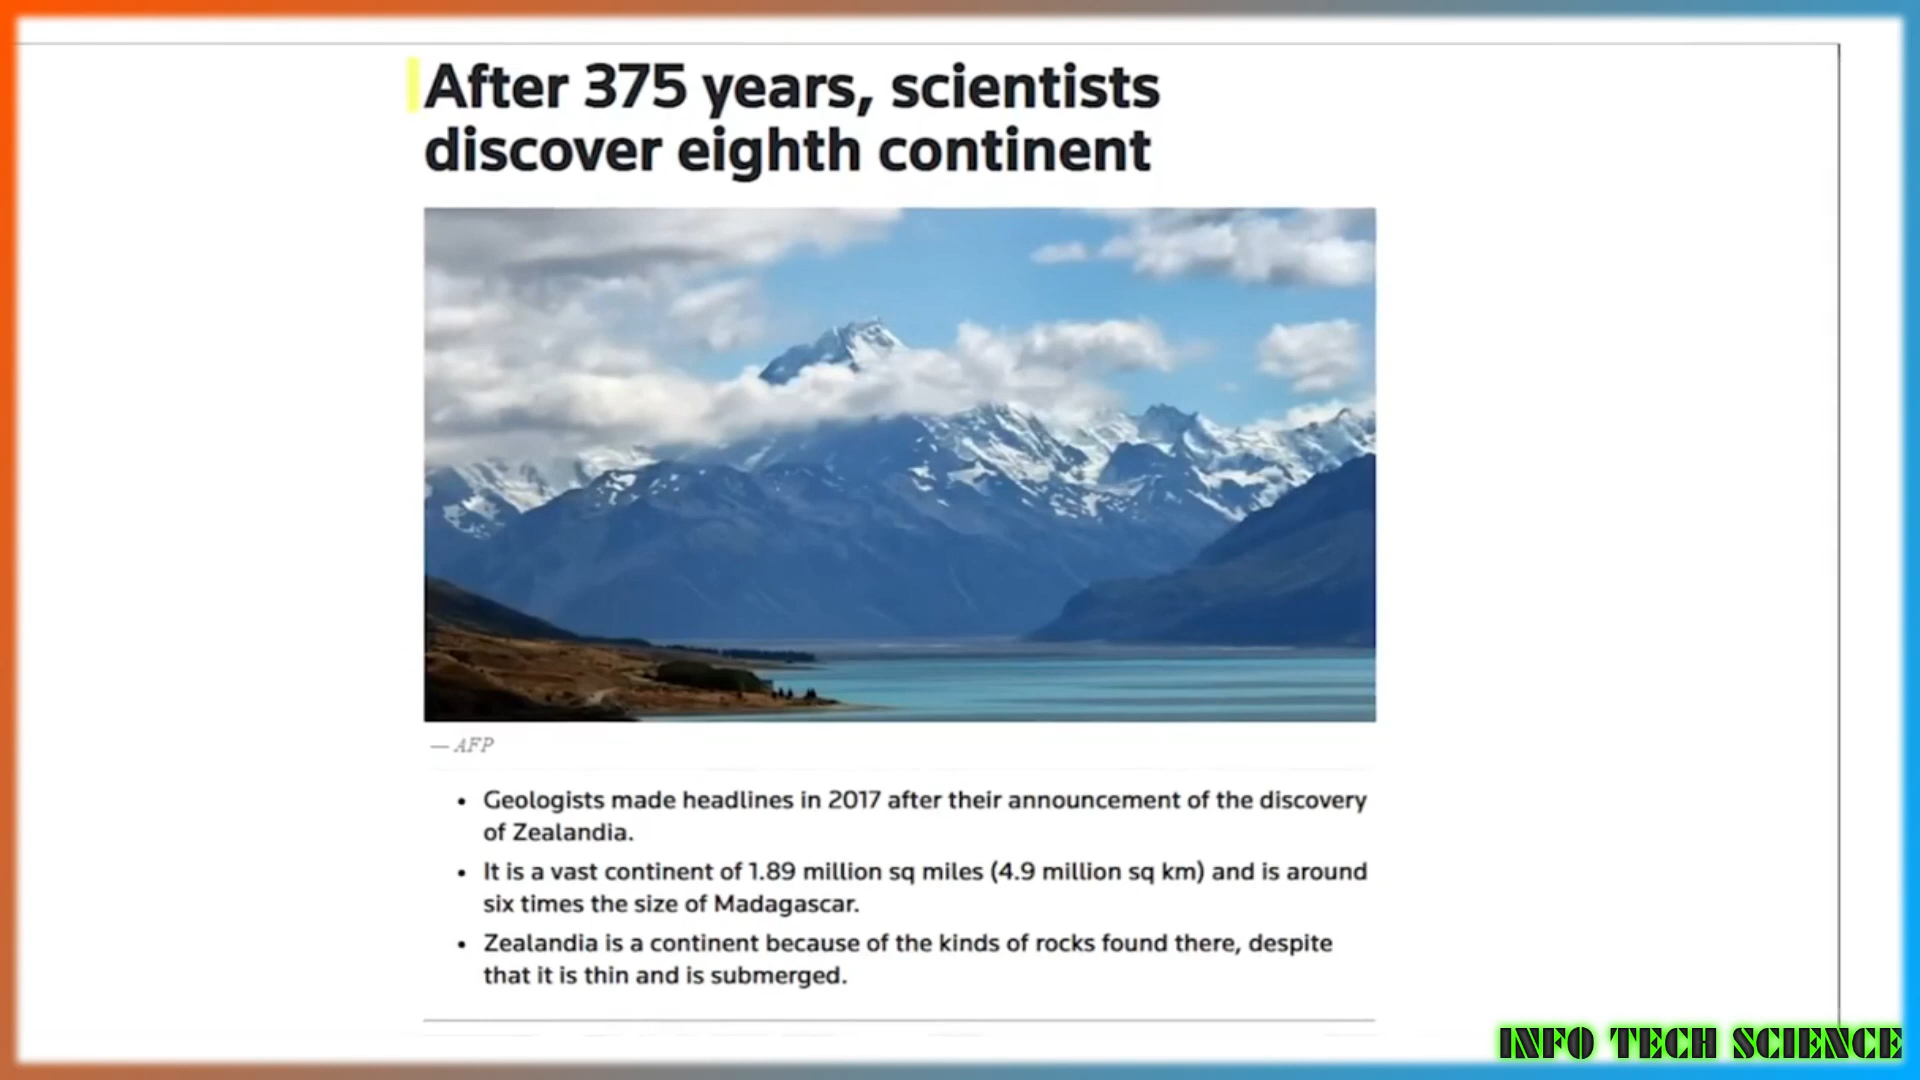 After 375 years, scientists
discover eighth continent
— AFP
• Geologists made headlines in 2017 after their announcement of the discovery
of Zealandia.
• It is a vast continent of 1.89 million sq miles (4.9 million sq km) and is around
six times the size of Madagascar.
• Zealandia is a continent because of the kinds of rocks found there, despite
that it is thin and is submerged.
INFO TECH SCIENCE